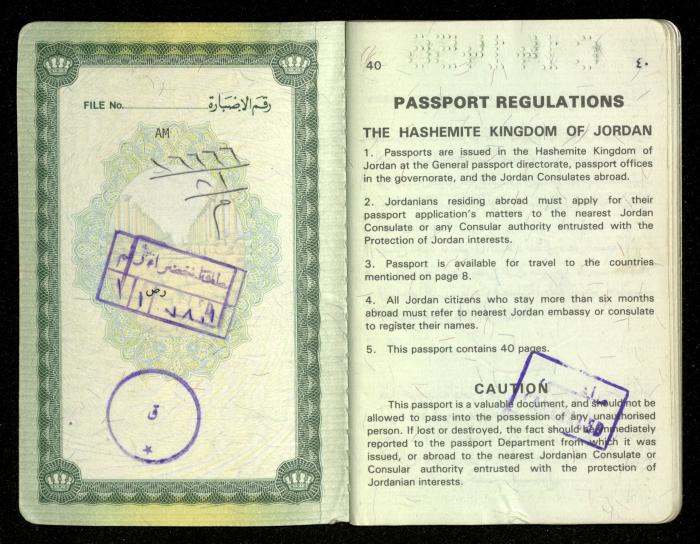 FILE No. رقم الاضبارة
AM
ق
40 ٤٠
PASSPORT REGULATIONS
THE HASHEMITE KINGDOM OF JORDAN
1. Passports are issued in the Hashemite Kingdom of
Jordan at the General passport directorate, passport offices
in the governorate, and the Jordan Consulates abroad.
2. Jordanians residing abroad must apply for their
passport application's matters to the nearest Jordan
Consulate or any Consular authority entrusted with the
Protection of Jordan interests.
3. Passport is available for travel to the countries
mentioned on page 8.
4. All Jordan citizens who stay more than six months
abroad must refer to nearest Jordan embassy or consulate
to register their names.
5. This passport contains 40 pages.
CAUTION
This passport is a valuable document, and should not be
allowed to pass into the possession of any unauthorised
person. If lost or destroyed, the fact should be immediately
reported to the passport Department from which it was
issued, or abroad to the nearest Jordanian Consulate or
Consular authority entrusted with the protection of
Jordanian interests.